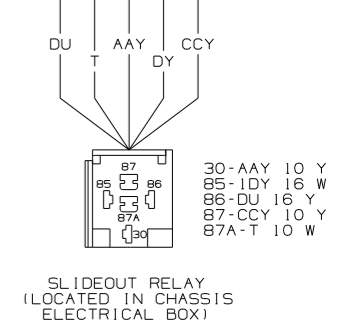 DU
T
AAY
DY
CCY
87
85
86
87A
30
30-AAY 10 Y
85-1DY 16 W
86-DU 16 Y
87-CCY 10 Y
87A-T 10 W
SLIDEOUT RELAY
(LOCATED IN CHASSIS
ELECTRICAL BOX)